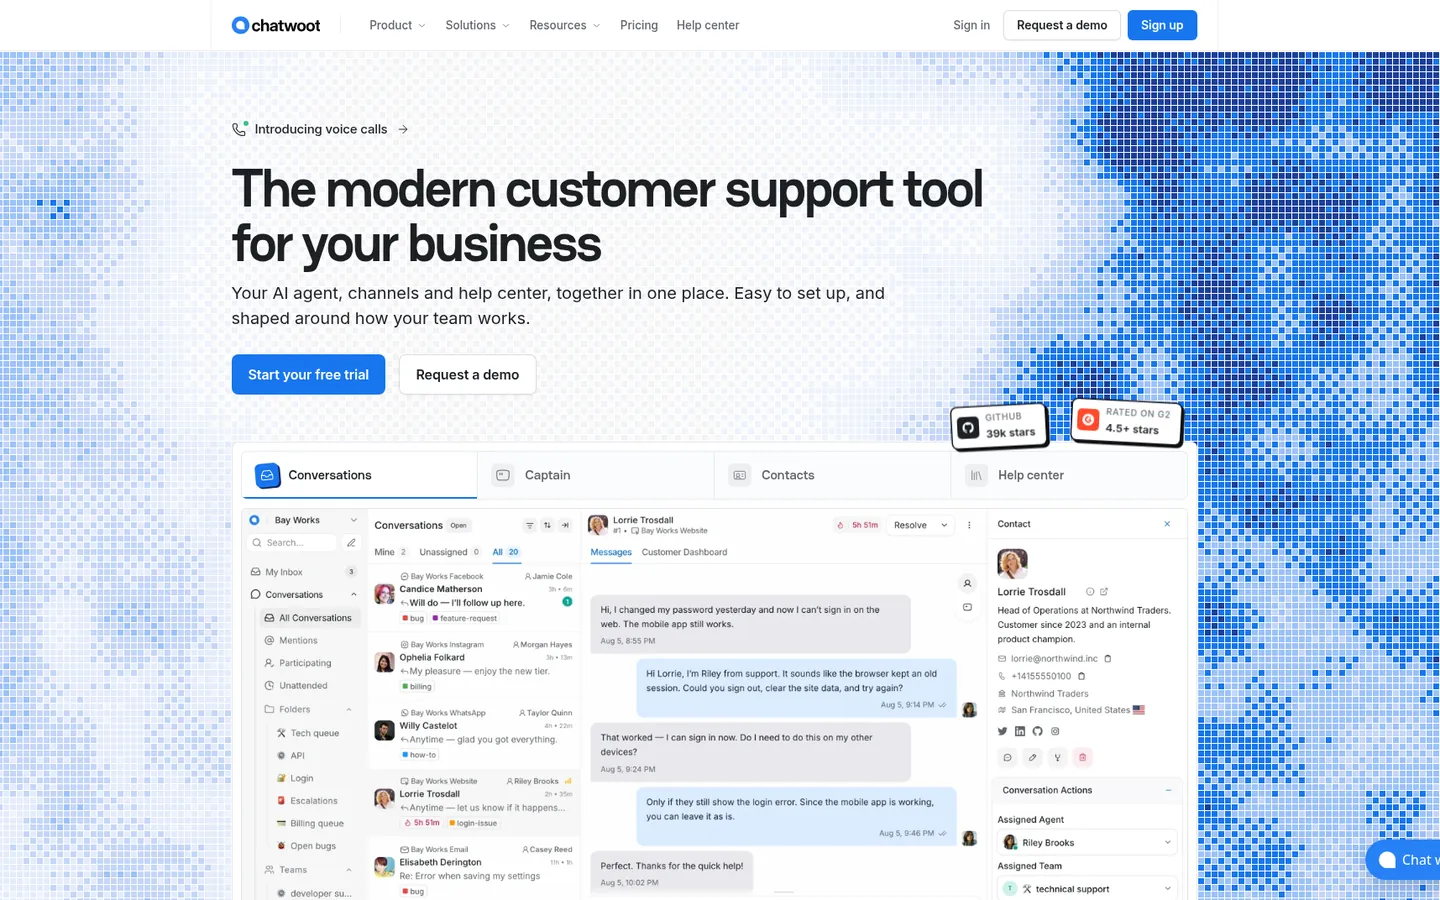 chatwoot
Product
Solutions
Resources
Pricing
Help center
Sign in
Request a demo
Sign up
Introducing voice calls
The modern customer support tool
for your business
Your AI agent, channels and help center, together in one place. Easy to set up, and
shaped around how your team works.
Start your free trial
Request a demo
GITHUB
39k stars
RATED ON G2
4.5+ stars
Conversations
Captain
Contacts
Help center
Bay Works
Search...
My Inbox 3
Conversations
All Conversations
Mentions
Participating
Unattended
Folders
Tech queue
API
Login
Escalations
Billing queue
Open bugs
Teams
developer su...
Conversations Open
Mine 2 Unassigned 0 All 20
Bay Works Facebook Jamie Cole
Candice Matherson 3h • 6m
Will do — I'll follow up here. 1
bug feature-request
Bay Works Instagram Morgan Hayes
Ophelia Folkard 3h • 13m
My pleasure — enjoy the new tier.
billing
Bay Works WhatsApp Taylor Quinn
Willy Castelot 4h • 22m
Anytime — glad you got everything.
how-to
Bay Works Website Riley Brooks
Lorrie Trosdall 2h • 35m
Anytime — let us know if it happens...
5h 51m login-issue
Bay Works Email Casey Reed
Elisabeth Derington 11h • 1h
Re: Error when saving my settings
bug
Lorrie Trosdall
#1 • Bay Works Website
5h 51m
Resolve
Messages Customer Dashboard
Hi, I changed my password yesterday and now I can't sign in on the
web. The mobile app still works.
Aug 5, 8:55 PM
Hi Lorrie, I'm Riley from support. It sounds like the browser kept an old
session. Could you sign out, clear the site data, and try again?
Aug 5, 9:14 PM
That worked — I can sign in now. Do I need to do this on my other
devices?
Aug 5, 9:24 PM
Only if they still show the login error. Since the mobile app is working,
you can leave it as is.
Aug 5, 9:46 PM
Perfect. Thanks for the quick help!
Aug 5, 10:02 PM
Contact
Lorrie Trosdall
Head of Operations at Northwind Traders.
Customer since 2023 and an internal
product champion.
lorrie@northwind.inc
+14155550100
Northwind Traders
San Francisco, United States
Conversation Actions
Assigned Agent
Riley Brooks
Assigned Team
T technical support
Chat w